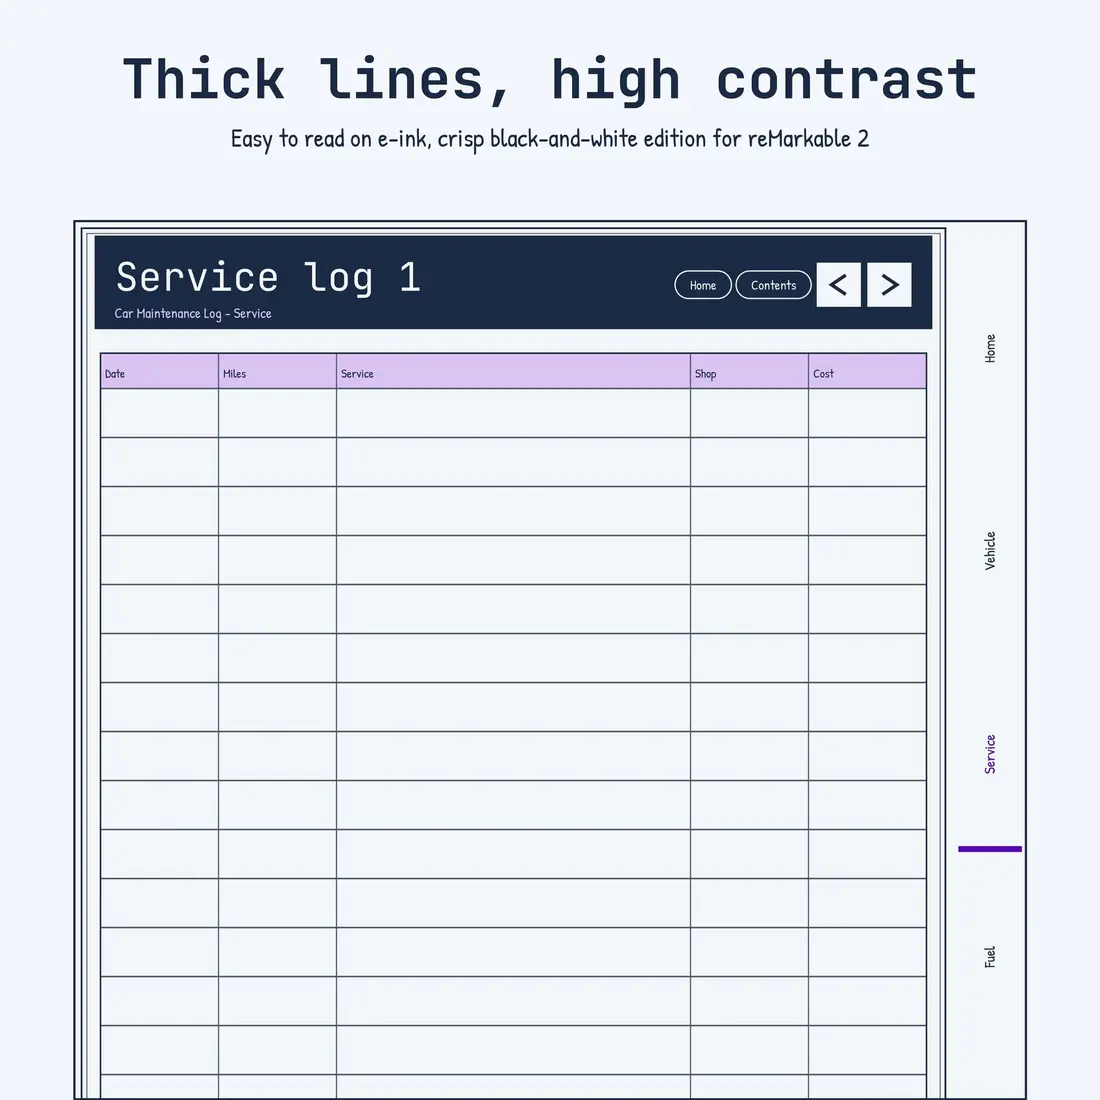 Thick lines, high contrast
Easy to read on e-ink, crisp black-and-white edition for reMarkable 2
Service log 1
Car Maintenance Log - Service
Home
Contents
< >
Date Miles Service Shop Cost
Home
Vehicle
Service
Fuel